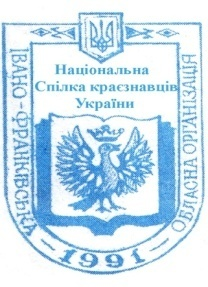 Національна
Спілка краєзнавців
України
ІВАНО-ФРАНКІВСЬКА
ОБЛАСНА ОРГАНІЗАЦІЯ
1991